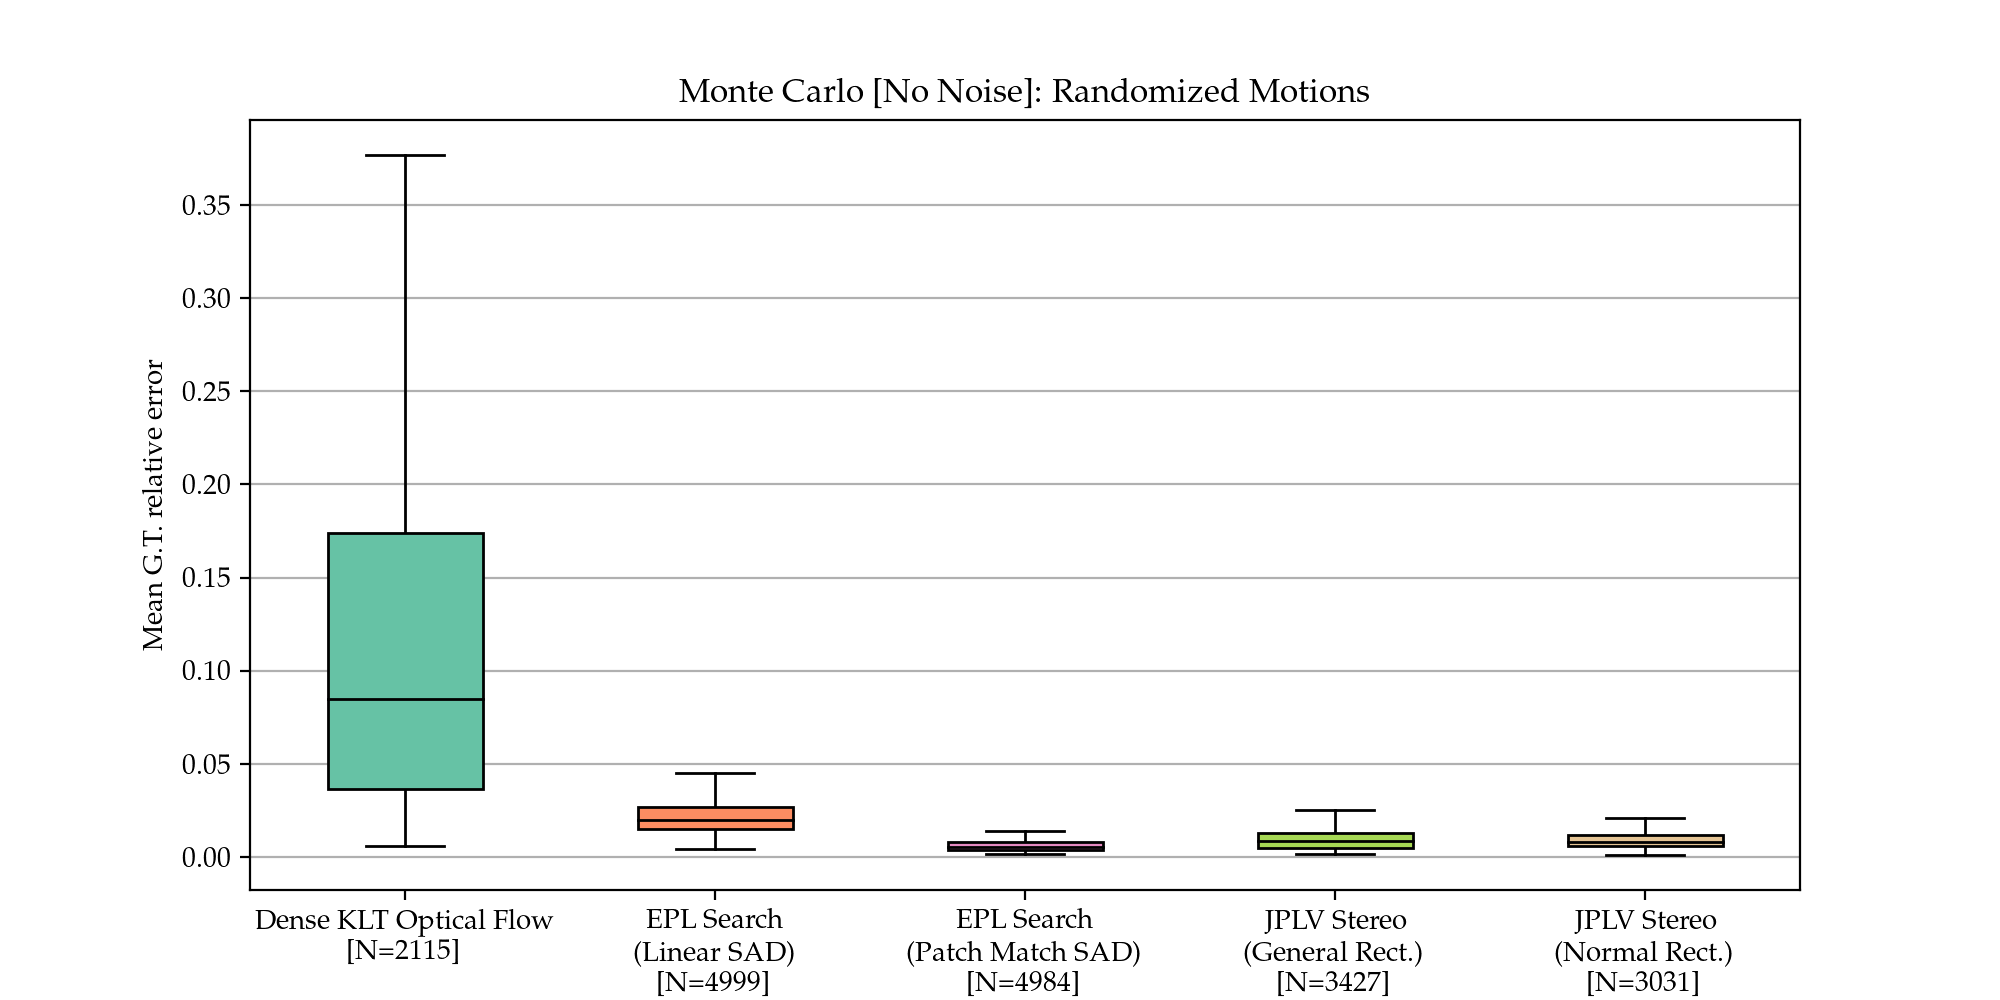 Monte Carlo [No Noise]: Randomized Motions
Mean G.T. relative error
0.35
0.30
0.25
0.20
0.15
0.10
0.05
0.00
Dense KLT Optical Flow
[N=2115]
EPL Search
(Linear SAD)
[N=4999]
EPL Search
(Patch Match SAD)
[N=4984]
JPLV Stereo
(General Rect.)
[N=3427]
JPLV Stereo
(Normal Rect.)
[N=3031]